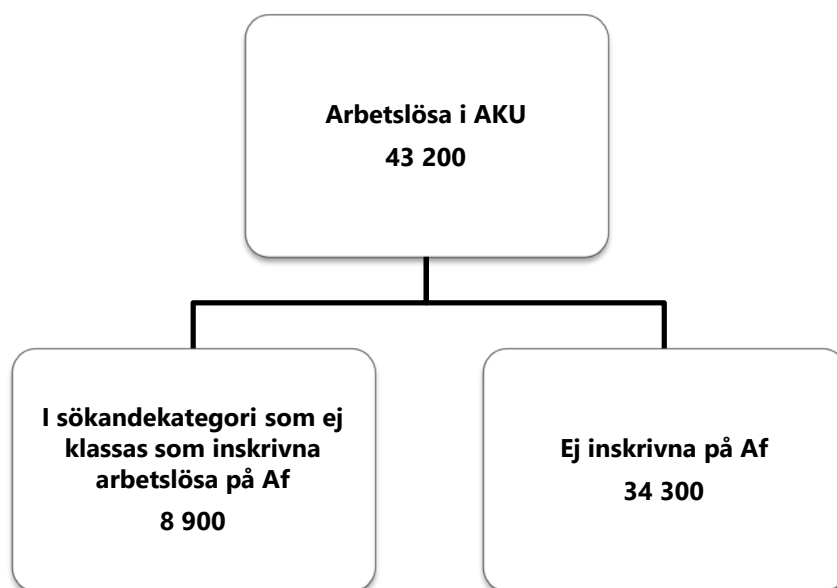 Arbetslösa i AKU
43 200
I sökandekategori som ej
klassas som inskrivna
arbetslösa på Af
8 900
Ej inskrivna på Af
34 300